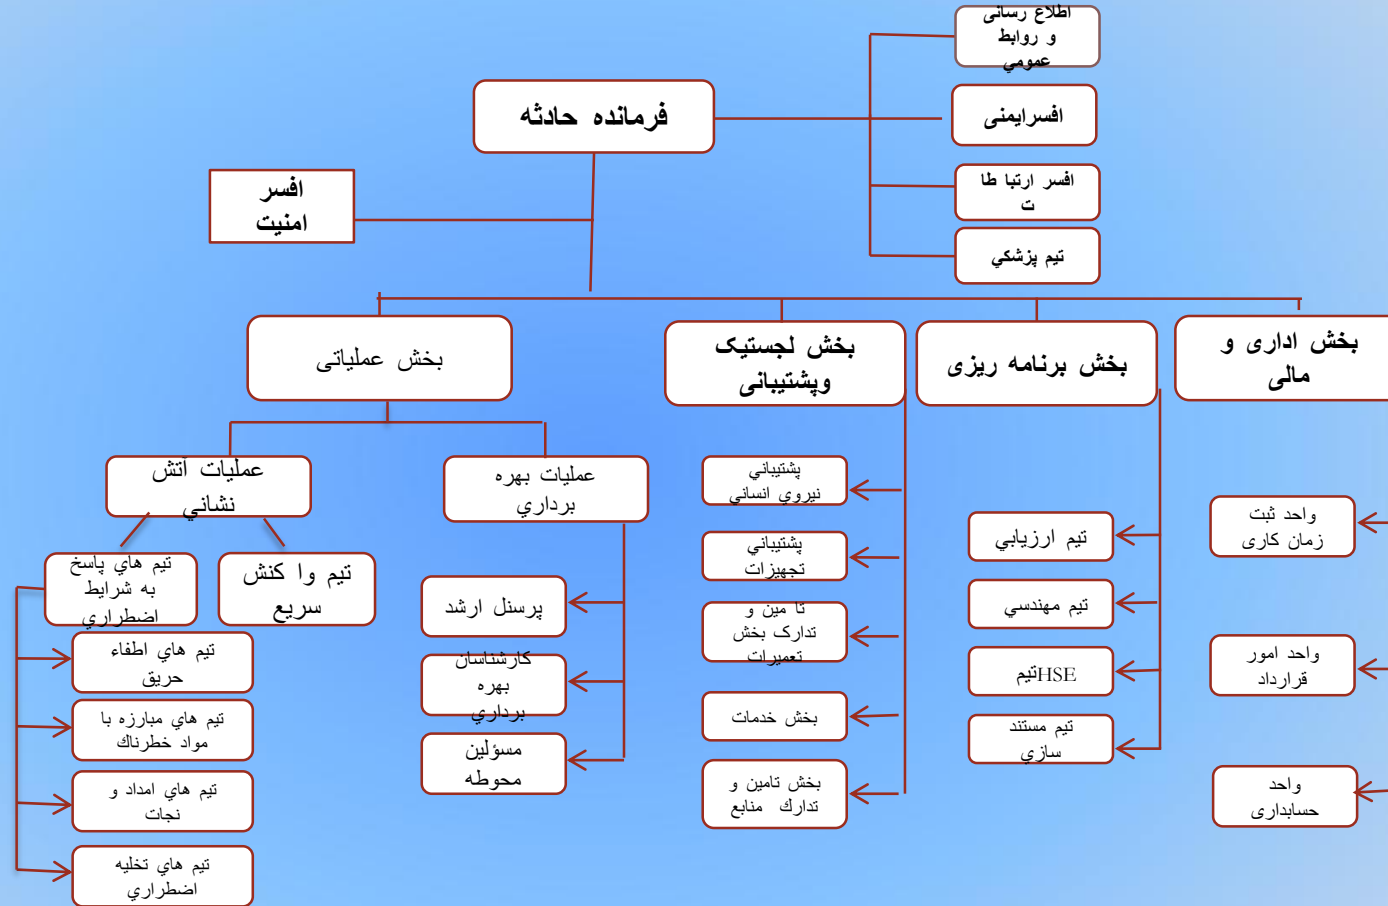 اطلاع رسانی
و روابط
عمومي
فرمانده حادثه
افسرایمنی
افسر ارتبا طا
ت
تیم پزشكي
افسر
امنیت
بخش اداری و
مالی
بخش برنامه ریزی
بخش لجستیک
وپشتیبانی
بخش عملیاتی
واحد ثبت
زمان کاری
واحد امور
قرارداد
واحد
حسابداری
تیم ارزیابي
تیم مهندسي
تیمHSE
تیم مستند
سازي
پشتیباني
نیروي انساني
پشتیباني
تجهیزات
تا مین و
تدارک بخش
تعمیرات
بخش خدمات
بخش تامین و
تدارك منابع
عملیات بهره
برداري
پرسنل ارشد
کارشناسان
بهره
برداري
مسؤلین
محوطه
عملیات آتش
نشاني
تیم وا کنش
سریع
تیم هاي پاسخ
به شرایط
اضطراري
تیم هاي اطفاء
حریق
تیم هاي مبارزه با
مواد خطرناك
تیم هاي امداد و
نجات
تیم هاي تخلیه
اضطراري